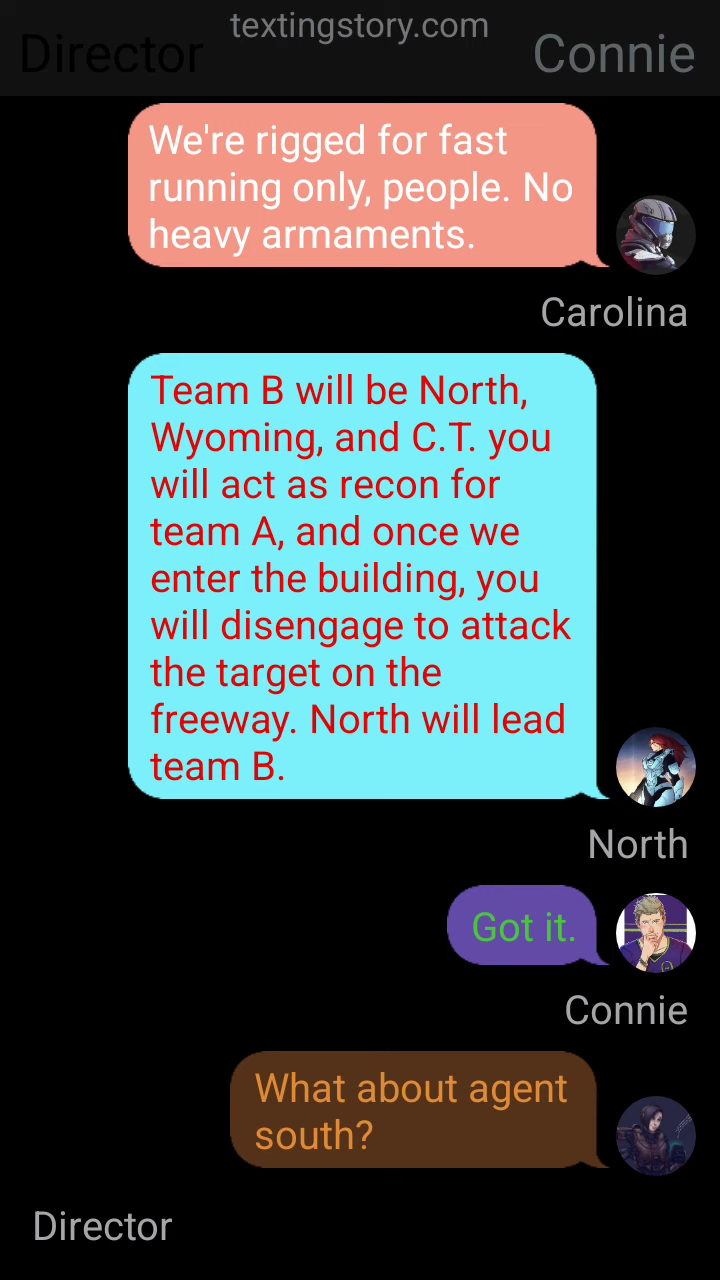 textingstory.com
Director
Connie
We're rigged for fast
running only, people. No
heavy armaments.
Carolina
Team B will be North,
Wyoming, and C.T. you
will act as recon for
team A, and once we
enter the building, you
will disengage to attack
the target on the
freeway. North will lead
team B.
North
Got it.
Connie
What about agent
south?
Director